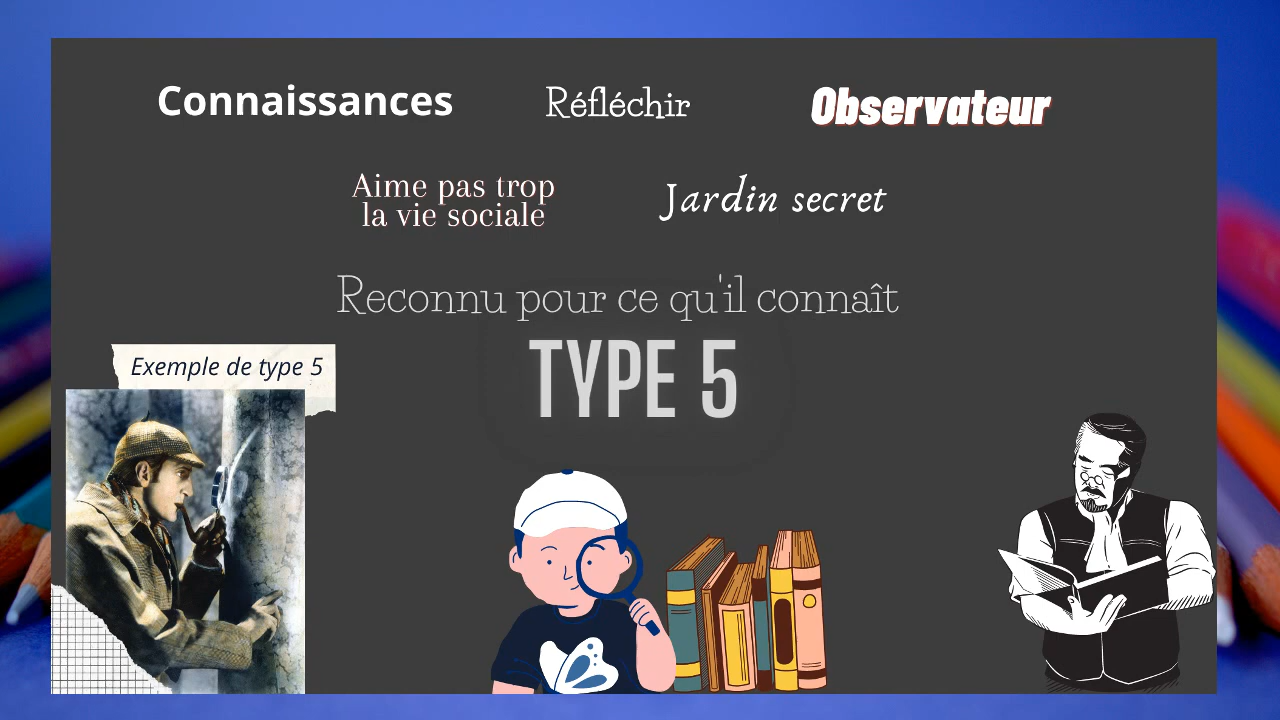 Connaissances
Réfléchir
Observateur
Aime pas trop
la vie sociale
Jardin secret
Reconnu pour ce qu'il connaît
TYPE 5
Exemple de type 5